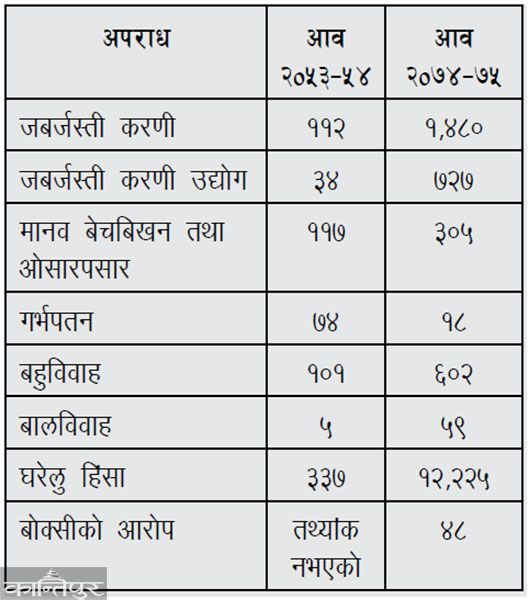 अपराध आव आव
२०५३-५४ २०७४-७५
जबर्जस्ती करणी ११२ १,४८०
जबर्जस्ती करणी उद्योग ३४ ७२७
मानव बेचबिखन तथा ११७ ३०५
ओसारपसार
गर्भपतन ७४ १८
बहुविवाह १०१ ६०२
बालविवाह ५ ५९
घरेलु हिंसा ३३७ १२,२२५
बोक्सीको आरोप तथ्यांक ४८
नभएको
कान्तिपुर